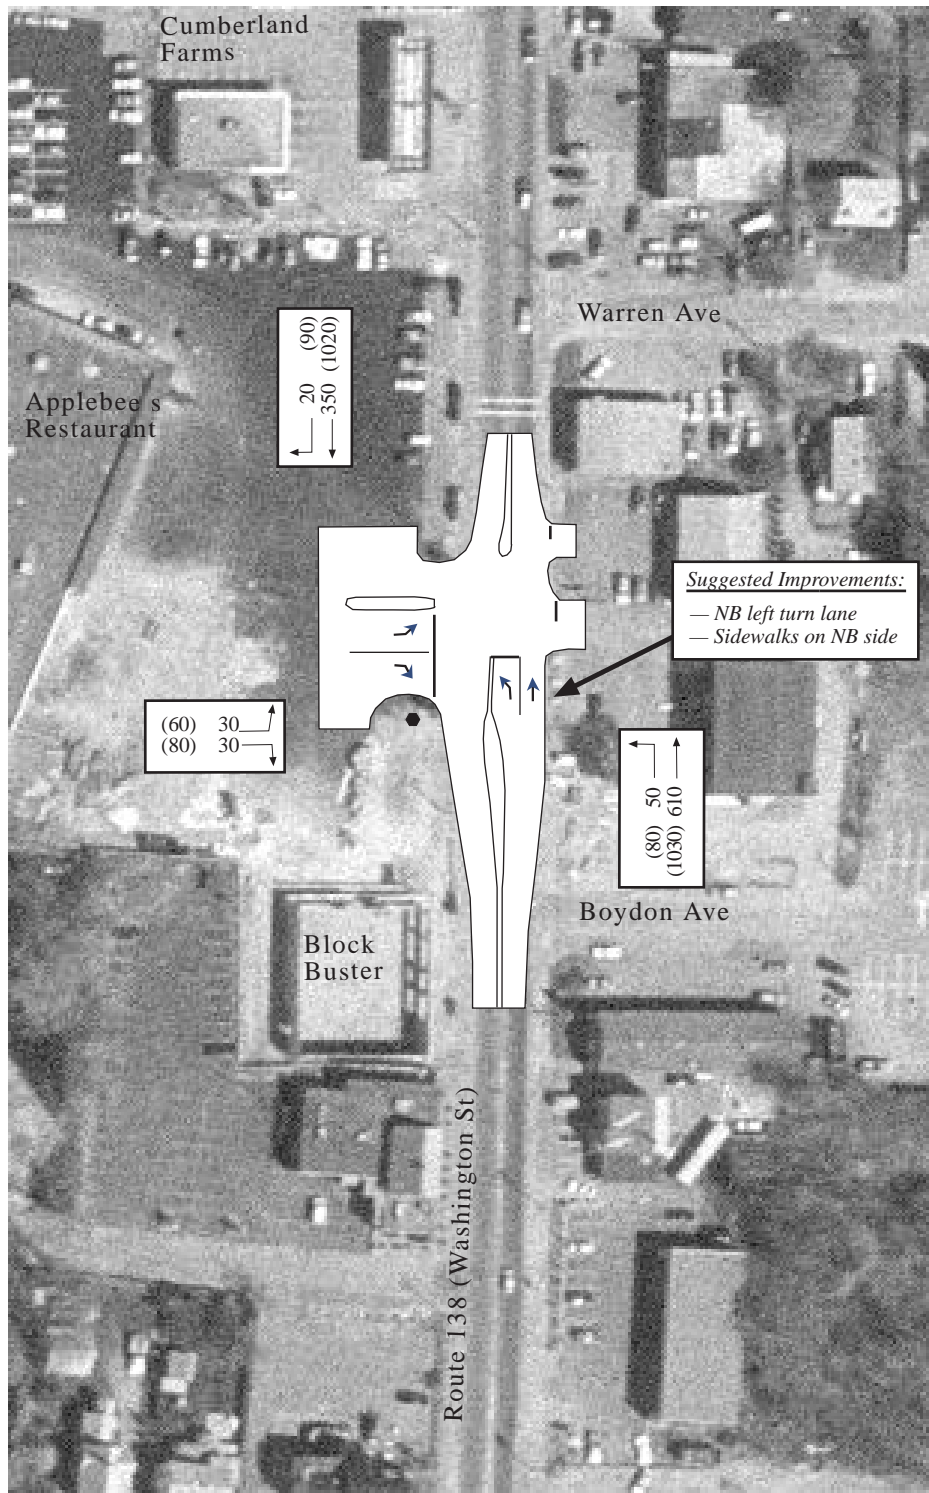 Cumberland
Farms
Warren Ave
20 (90)
350 (1020)
Applebee s
Restaurant
Suggested Improvements:
— NB left turn lane
— Sidewalks on NB side
(60) 30
(80) 30
(80) 50
(1030) 610
Boydon Ave
Block
Buster
Route 138 (Washington St)